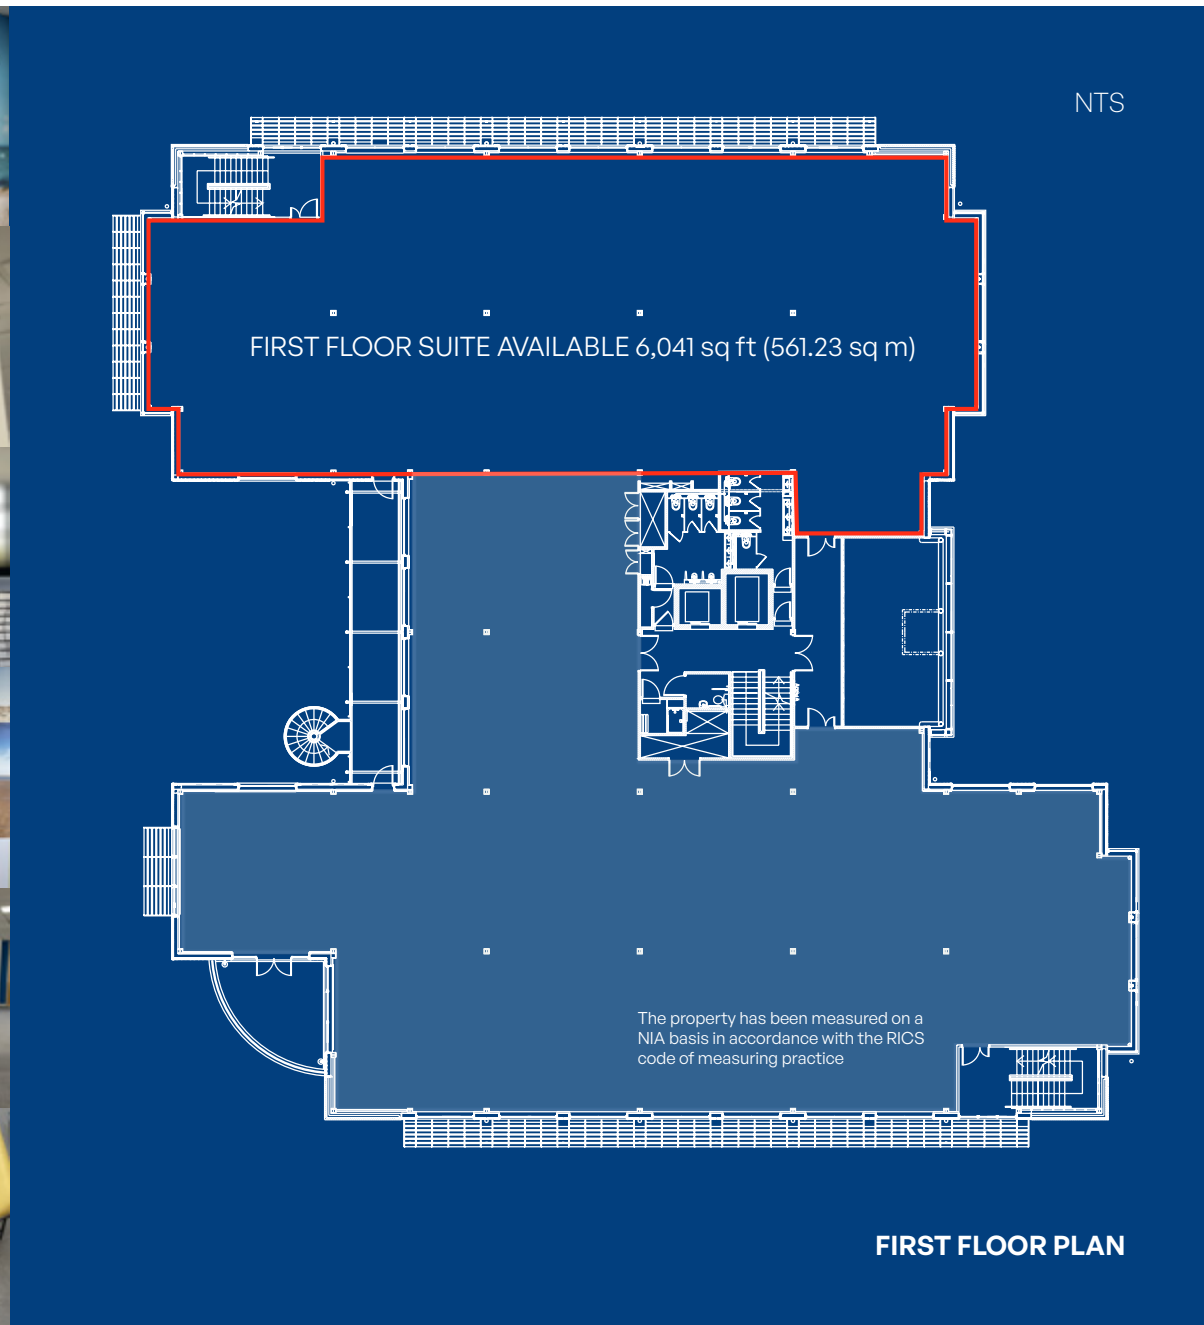 NTS
FIRST FLOOR SUITE AVAILABLE 6,041 sq ft (561.23 sq m)
The property has been measured on a
NIA basis in accordance with the RICS
code of measuring practice
FIRST FLOOR PLAN